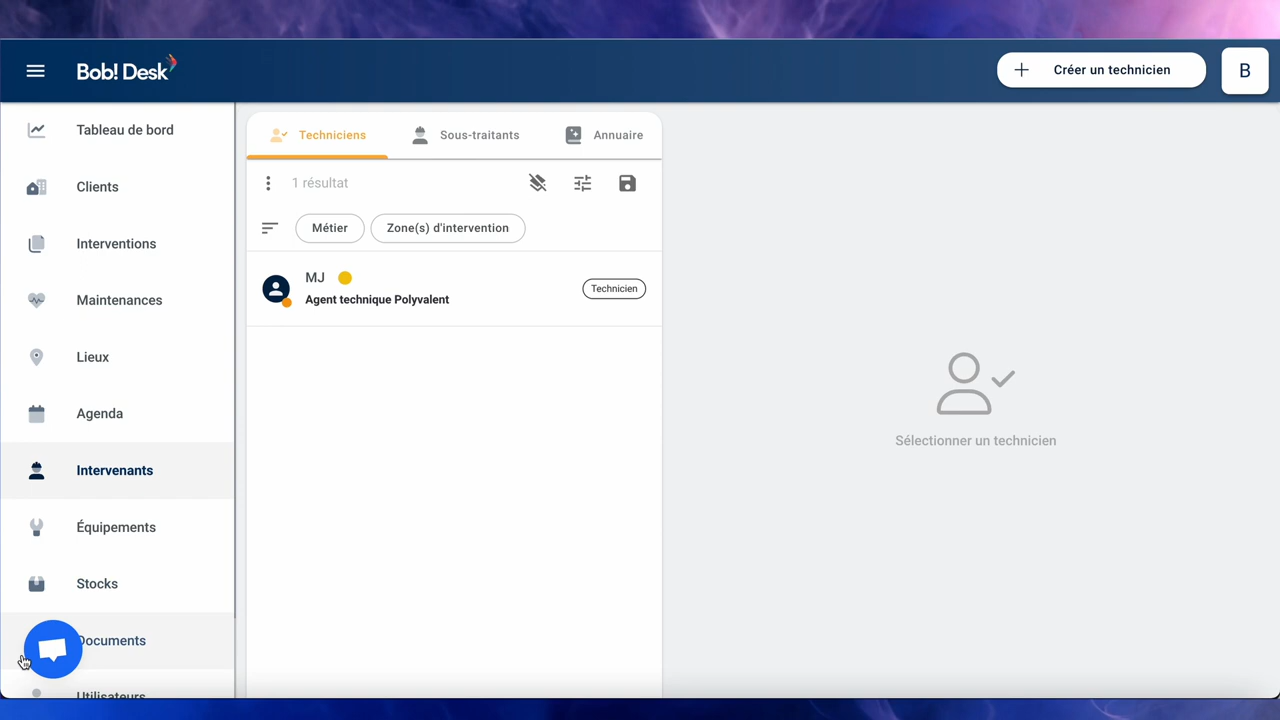 Bob! Desk
Créer un technicien
B
Tableau de bord
Clients
Interventions
Maintenances
Lieux
Agenda
Intervenants
Équipements
Stocks
Documents
Utilisateurs
Techniciens
Sous-traitants
Annuaire
1 résultat
Métier
Zone(s) d'intervention
MJ
Agent technique Polyvalent
Technicien
Sélectionner un technicien